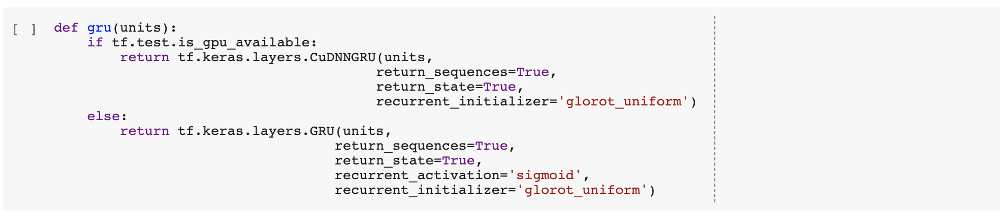 [ ] def gru(units):
if tf.test.is_gpu_available:
return tf.keras.layers.CuDNNGRU(units,
return_sequences=True,
return_state=True,
recurrent_initializer='glorot_uniform')
else:
return tf.keras.layers.GRU(units,
return_sequences=True,
return_state=True,
recurrent_activation='sigmoid',
recurrent_initializer='glorot_uniform')